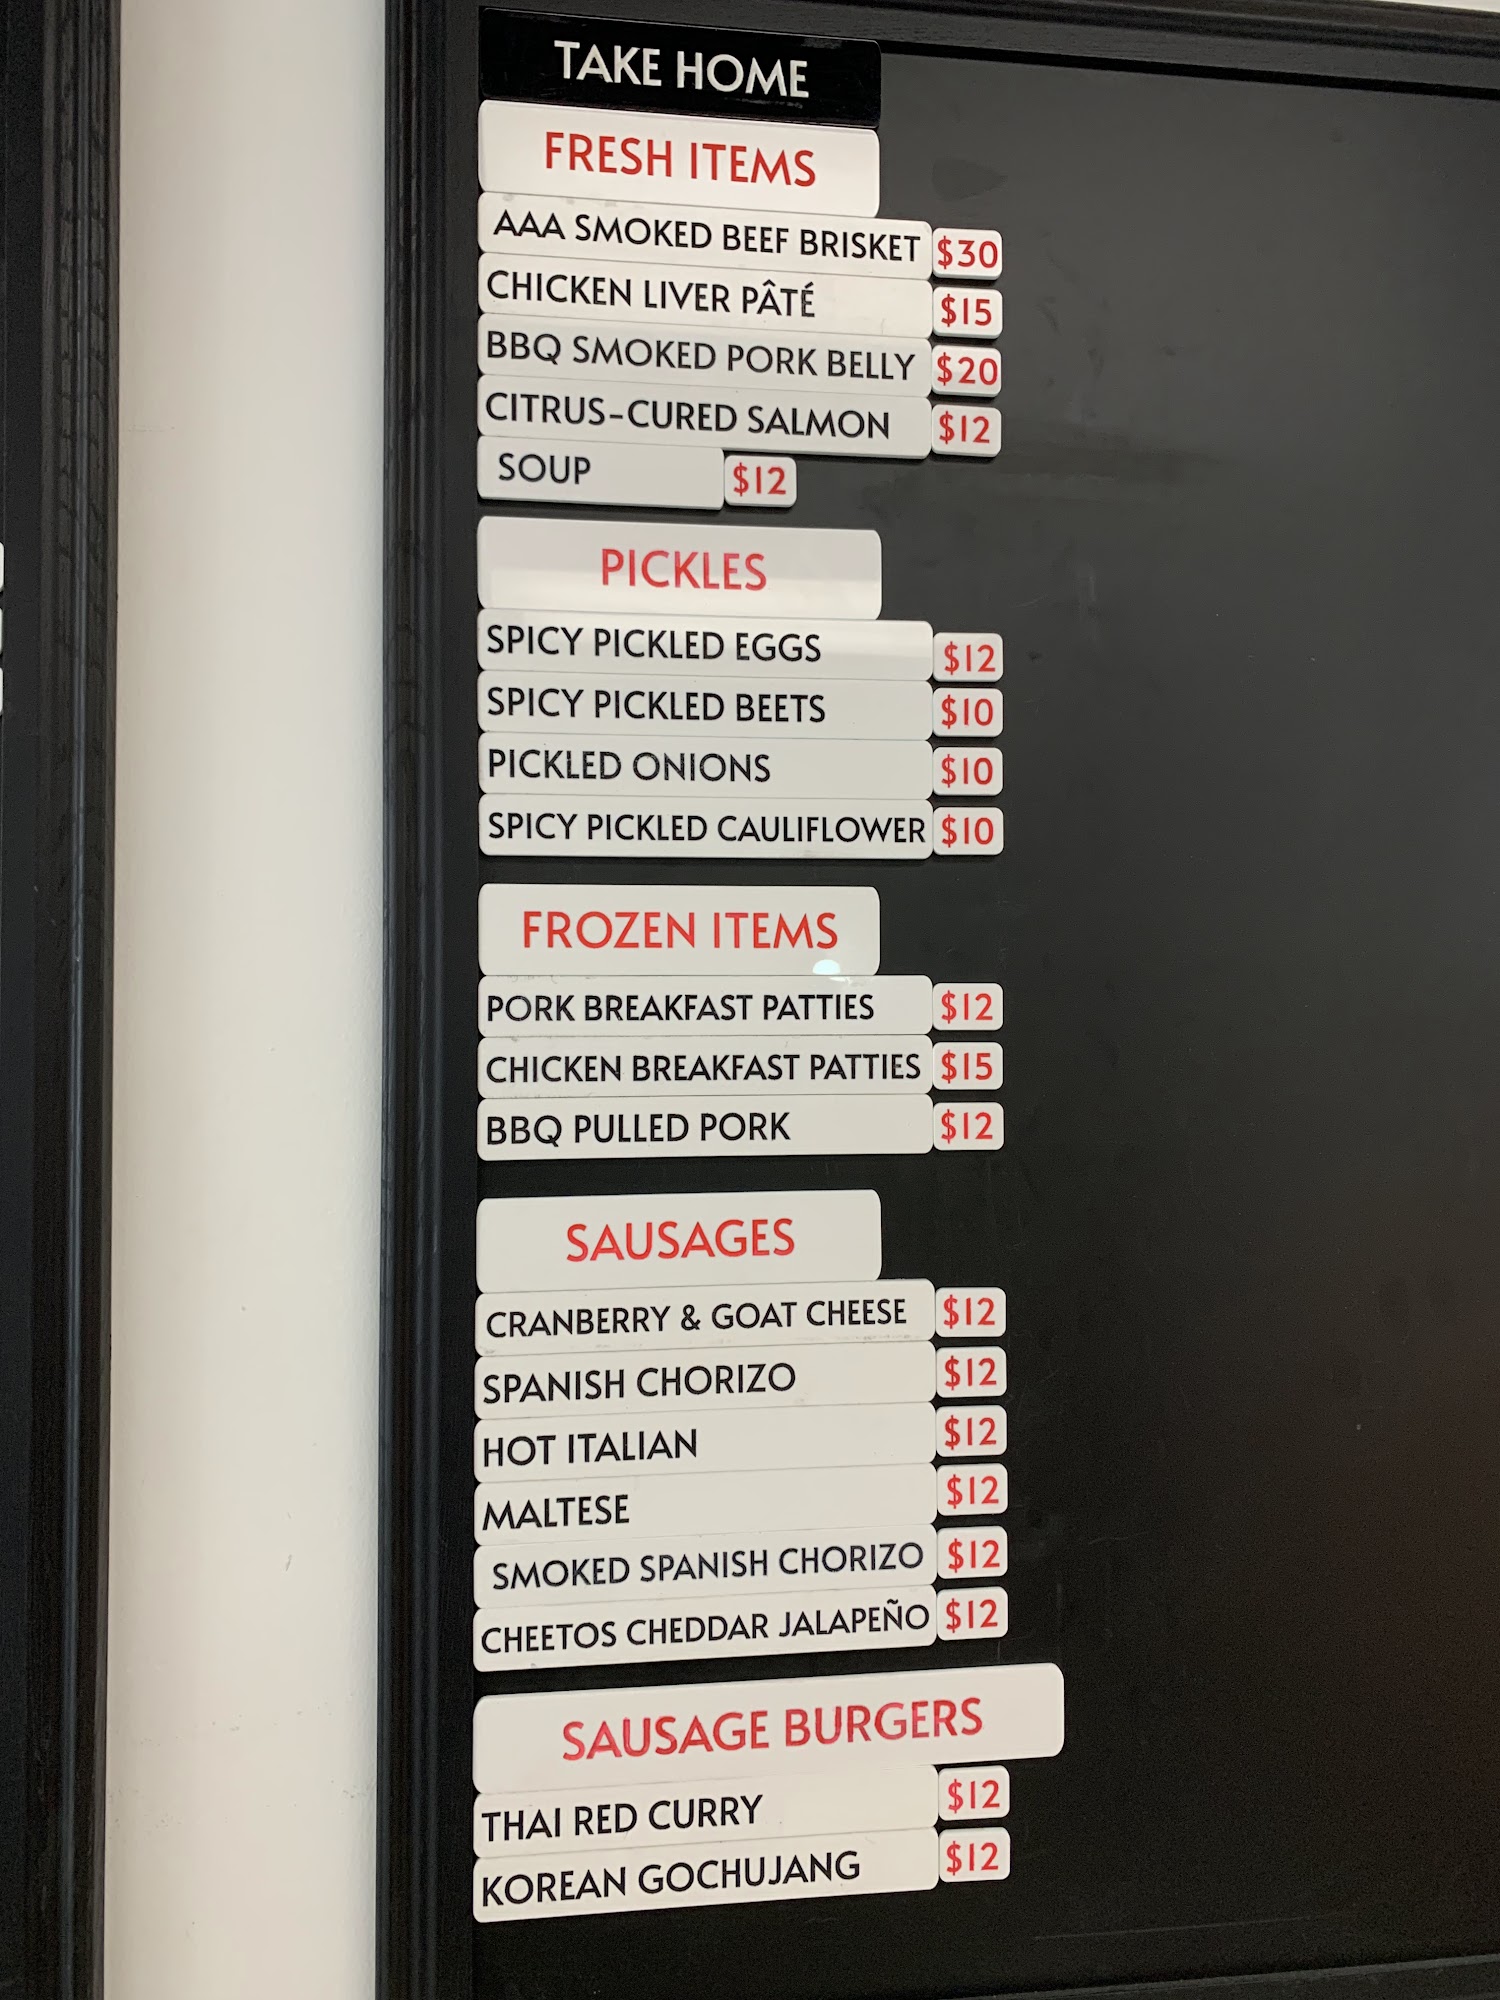 TAKE HOME
FRESH ITEMS
AAA SMOKED BEEF BRISKET $30
CHICKEN LIVER PÂTÉ $15
BBQ SMOKED PORK BELLY $20
CITRUS-CURED SALMON $12
SOUP $12
PICKLES
SPICY PICKLED EGGS $12
SPICY PICKLED BEETS $10
PICKLED ONIONS $10
SPICY PICKLED CAULIFLOWER $10
FROZEN ITEMS
PORK BREAKFAST PATTIES $12
CHICKEN BREAKFAST PATTIES $15
BBQ PULLED PORK $12
SAUSAGES
CRANBERRY & GOAT CHEESE $12
SPANISH CHORIZO $12
HOT ITALIAN $12
MALTESE $12
SMOKED SPANISH CHORIZO $12
CHEETOS CHEDDAR JALAPEÑO $12
SAUSAGE BURGERS
THAI RED CURRY $12
KOREAN GOCHUJANG $12